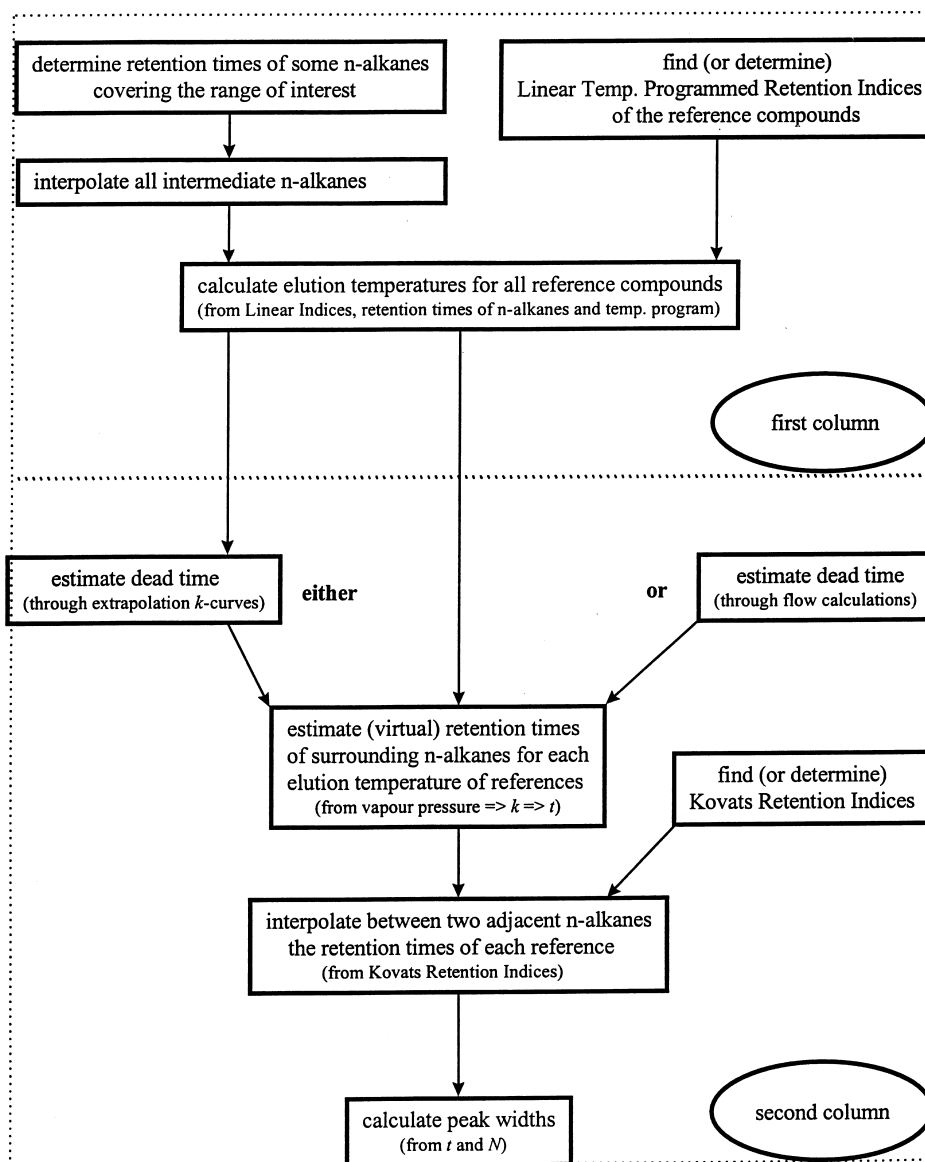 determine retention times of some n-alkanes
covering the range of interest
find (or determine)
Linear Temp. Programmed Retention Indices
of the reference compounds
interpolate all intermediate n-alkanes
calculate elution temperatures for all reference compounds
(from Linear Indices, retention times of n-alkanes and temp. program)
first column
estimate dead time
(through extrapolation k-curves)
either
or
estimate dead time
(through flow calculations)
estimate (virtual) retention times
of surrounding n-alkanes for each
elution temperature of references
(from vapour pressure => k => t)
find (or determine)
Kovats Retention Indices
interpolate between two adjacent n-alkanes
the retention times of each reference
(from Kovats Retention Indices)
calculate peak widths
(from t and N)
second column